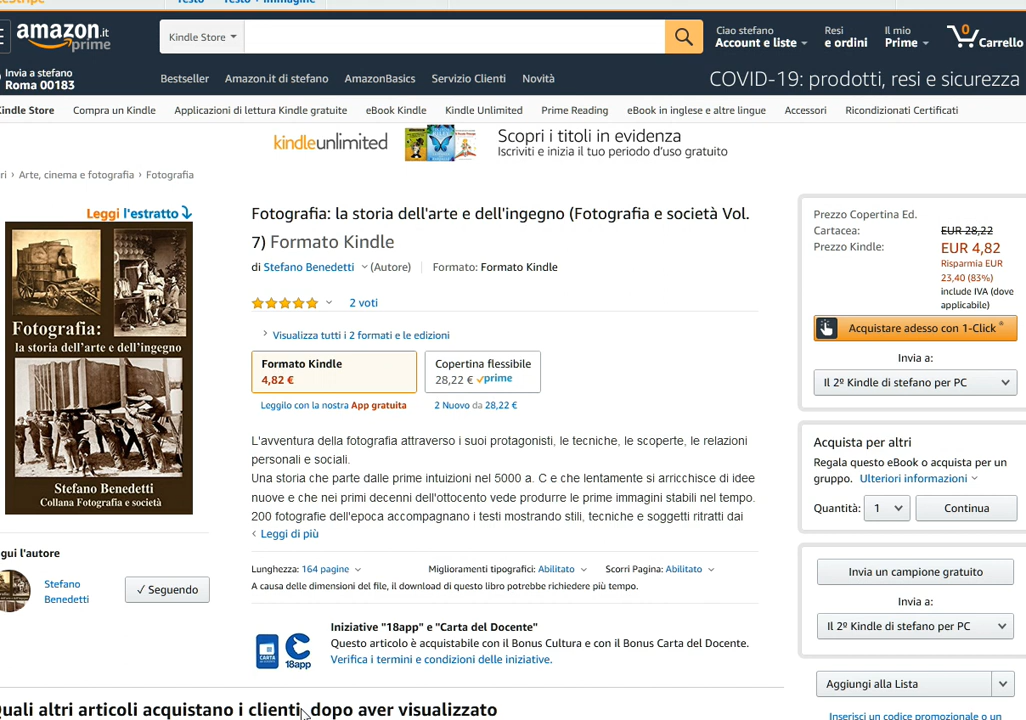 Testo
Testo + immagine
amazon.it
prime
Kindle Store
Ciao stefano
Account e liste
Resi
e ordini
Il mio
Prime
0
Carrello
Invia a stefano
Roma 00183
Bestseller
Amazon.it di stefano
AmazonBasics
Servizio Clienti
Novità
COVID-19: prodotti, resi e sicurezza
Kindle Store
Compra un Kindle
Applicazioni di lettura Kindle gratuite
eBook Kindle
Kindle Unlimited
Prime Reading
eBook in inglese e altre lingue
Accessori
Ricondizionati Certificati
kindleunlimited
Scopri i titoli in evidenza
Iscriviti e inizia il tuo periodo d'uso gratuito
ri › Arte, cinema e fotografia › Fotografia
Leggi l'estratto
Fotografia:
la storia dell'arte e dell'ingegno
Stefano Benedetti
Collana Fotografia e società
Fotografia: la storia dell'arte e dell'ingegno (Fotografia e società Vol.
7) Formato Kindle
di Stefano Benedetti (Autore) | Formato: Formato Kindle
2 voti
Visualizza tutti i 2 formati e le edizioni
Formato Kindle
4,82 €
Copertina flessibile
28,22 € prime
Leggilo con la nostra App gratuita
2 Nuovo da 28,22 €
L'avventura della fotografia attraverso i suoi protagonisti, le tecniche, le scoperte, le relazioni
personali e sociali.
Una storia che parte dalle prime intuizioni nel 5000 a. C e che lentamente si arricchisce di idee
nuove e che nei primi decenni dell'ottocento vede produrre le prime immagini stabili nel tempo.
200 fotografie dell'epoca accompagnano i testi mostrando stili, tecniche e soggetti ritratti dai
‹ Leggi di più
Lunghezza: 164 pagine
Miglioramenti tipografici: Abilitato
Scorri Pagina: Abilitato
A causa delle dimensioni del file, il download di questo libro potrebbe richiedere più tempo.
CARTA
18app
Iniziative "18app" e "Carta del Docente"
Questo articolo è acquistabile con il Bonus Cultura e con il Bonus Carta del Docente.
Verifica i termini e condizioni delle iniziative.
gui l'autore
Stefano
Benedetti
✓ Seguendo
Prezzo Copertina Ed.
Cartacea: EUR 28,22
Prezzo Kindle: EUR 4,82
Risparmia EUR
23,40 (83%)
include IVA (dove
applicabile)
Acquistare adesso con 1-Click ®
Invia a:
Il 2º Kindle di stefano per PC
Acquista per altri
Regala questo eBook o acquista per un
gruppo. Ulteriori informazioni
Quantità: 1
Continua
Invia un campione gratuito
Invia a:
Il 2º Kindle di stefano per PC
Aggiungi alla Lista
Inserisci un codice promozionale o un
uali altri articoli acquistano i clienti, dopo aver visualizzato